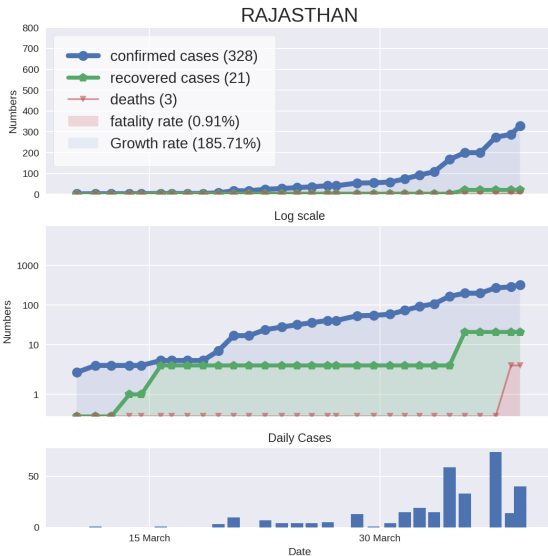 RAJASTHAN
800
700
600
500
400
300
200
100
0
Numbers
confirmed cases (328)
recovered cases (21)
deaths (3)
fatality rate (0.91%)
Growth rate (185.71%)
Log scale
1000
100
10
1
Numbers
Daily Cases
50
0
15 March
30 March
Date